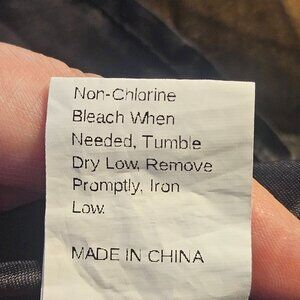 Non-Chlorine
Bleach When
Needed, Tumble
Dry Low, Remove
Promptly, Iron
Low.
MADE IN CHINA